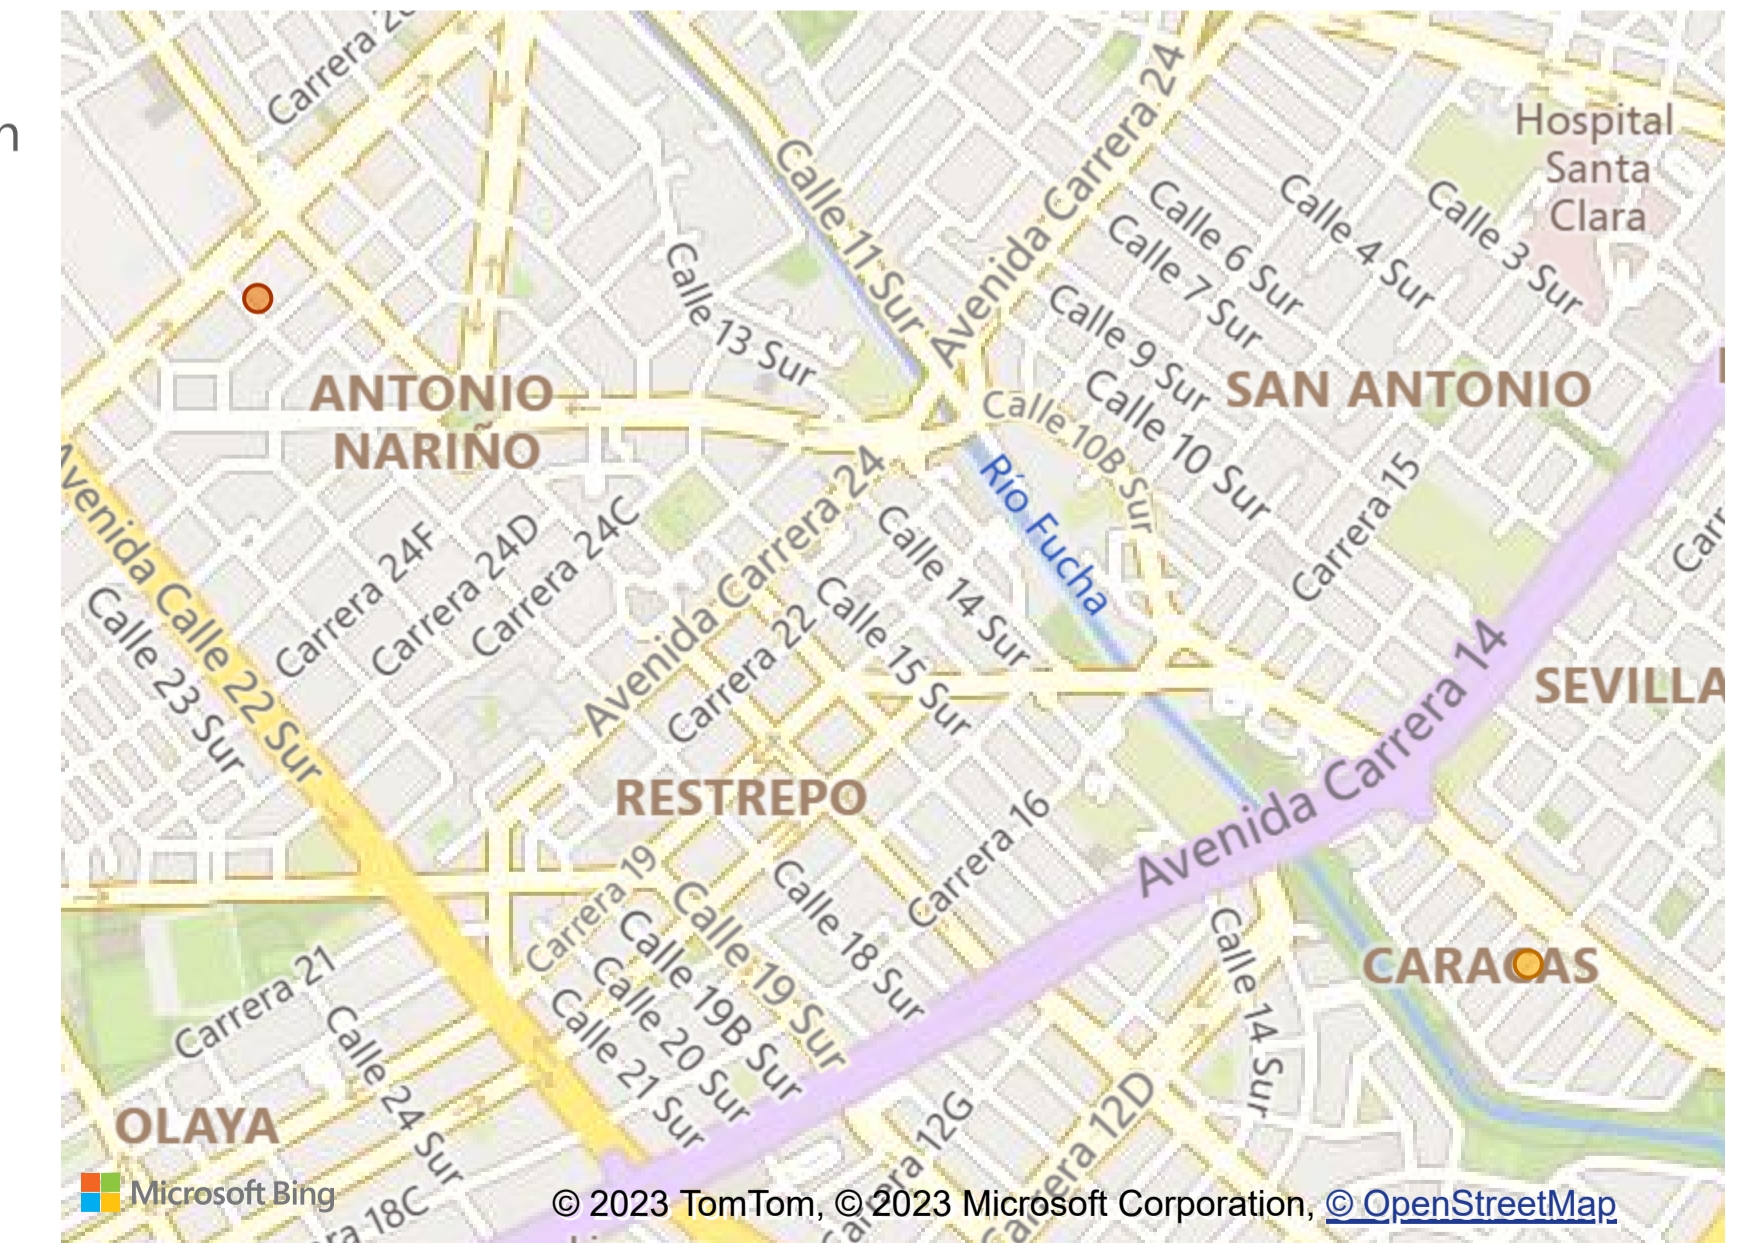 n
Hospital
Santa
Clara
Avenida Carrera 24
Calle 11 Sur
Calle 6 Sur
Calle 4 Sur
Calle 3 Sur
Calle 7 Sur
Calle 13 Sur
Calle 9 Sur
ANTONIO
NARIÑO
SAN ANTONIO
Calle 10B Sur
Calle 10 Sur
Río Fucha
Carrera 15
Avenida Calle 22 Sur
Carrera 24F
Carrera 24D
Carrera 24C
Avenida Carrera 24
Calle 14 Sur
Calle 15 Sur
Calle 23 Sur
Carrera 22
SEVILLA
Avenida Carrera 14
RESTREPO
Carrera 16
Carrera 19
Calle 18 Sur
Calle 19 Sur
Calle 19B Sur
Calle 20 Sur
Calle 21 Sur
Calle 14 Sur
CARACAS
Carrera 21
Calle 24 Sur
OLAYA
Carrera 12G
Microsoft Bing
© 2023 TomTom, © 2023 Microsoft Corporation, © OpenStreetMap